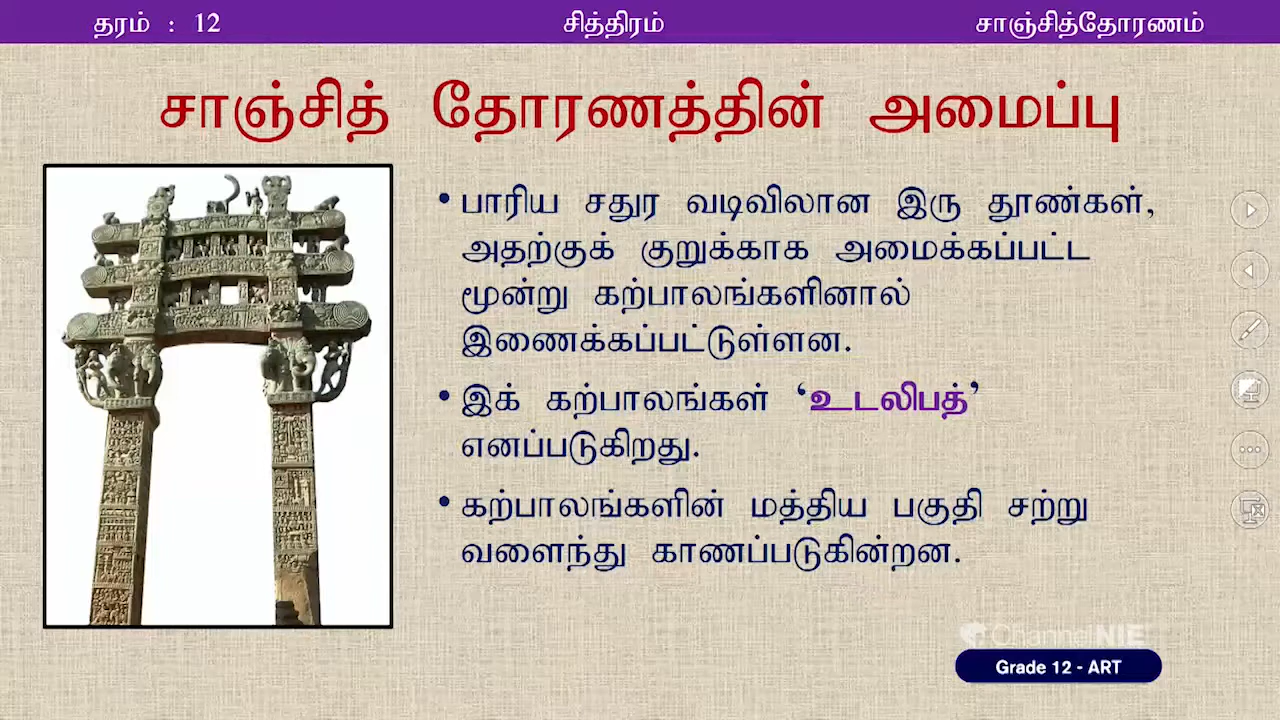 தரம் : 12 சித்திரம் சாஞ்சித்தோரணம்
சாஞ்சித் தோரணத்தின் அமைப்பு
• பாரிய சதுர வடிவிலான இரு தூண்கள்,
அதற்குக் குறுக்காக அமைக்கப்பட்ட
மூன்று கற்பாலங்களினால்
இணைக்கப்பட்டுள்ளன.
• இக் கற்பாலங்கள் ‘உடலிபத்’
எனப்படுகிறது.
• கற்பாலங்களின் மத்திய பகுதி சற்று
வளைந்து காணப்படுகின்றன.
Channel NIE
Grade 12 - ART